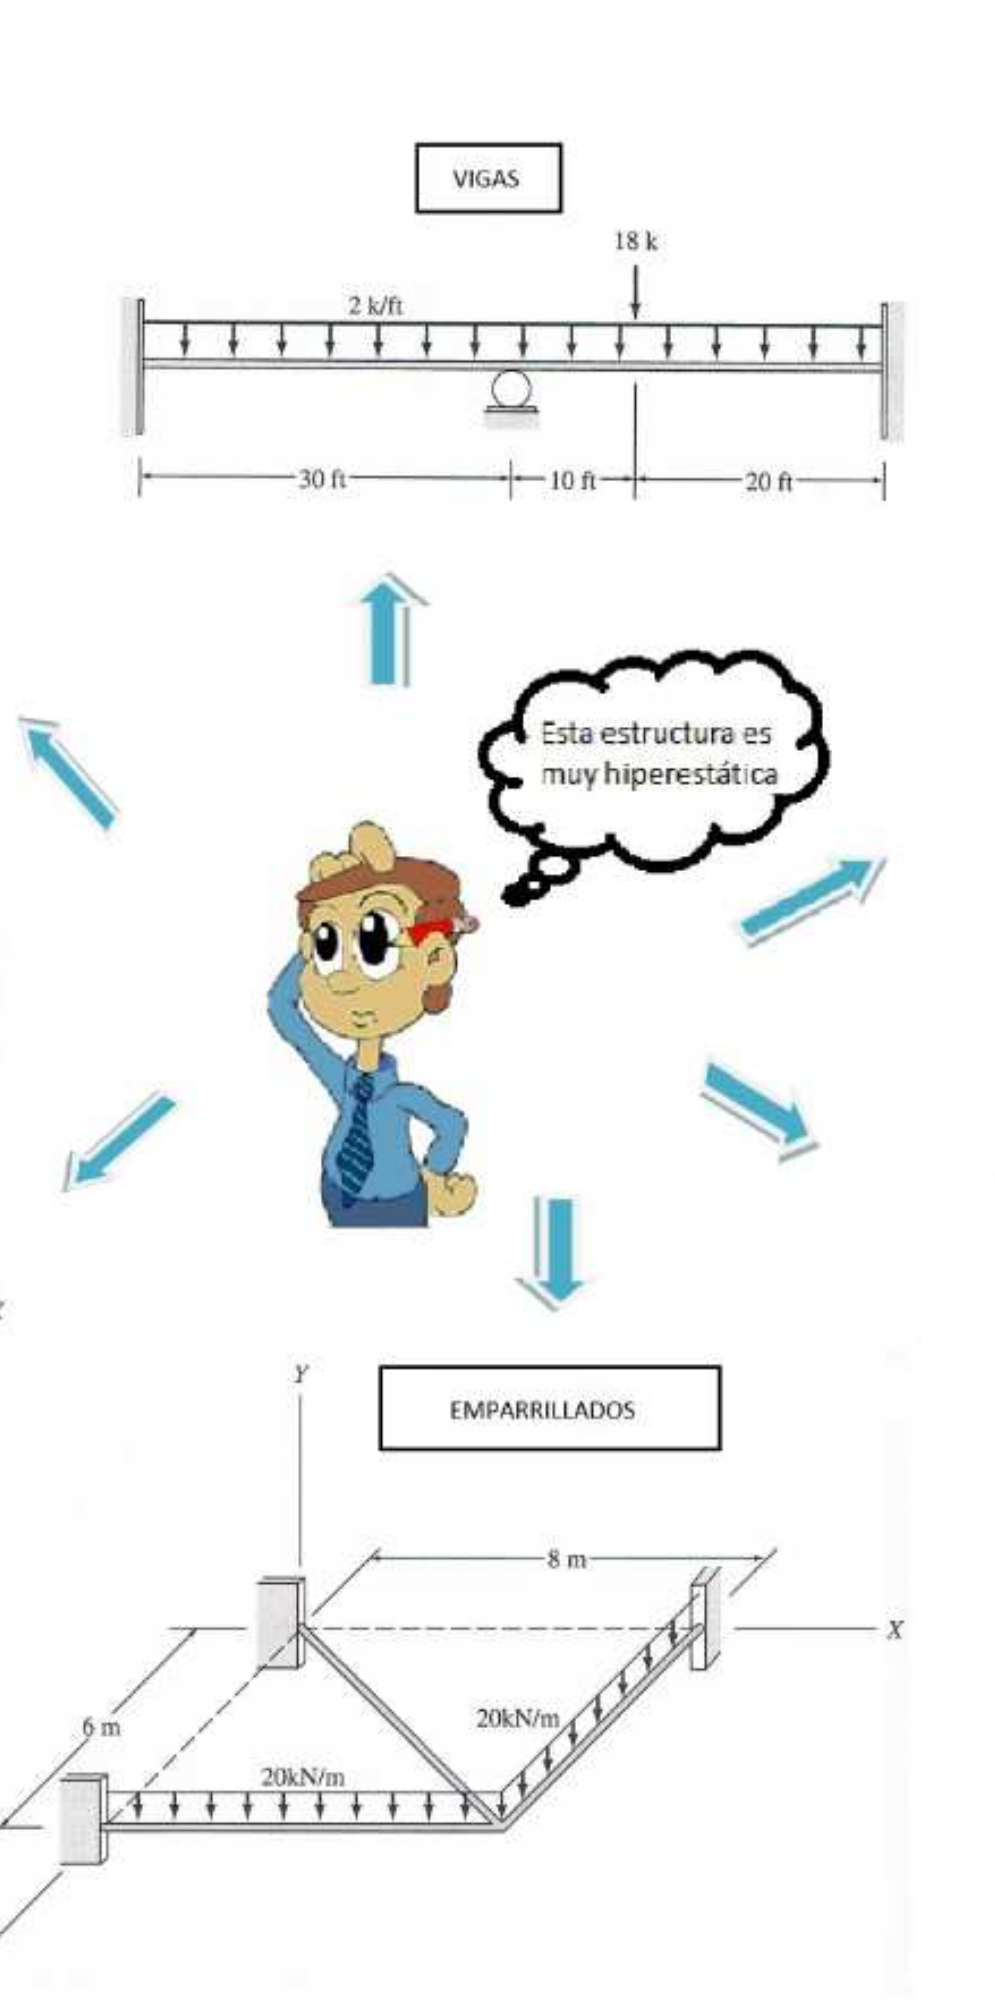 VIGAS
18 k
2 k/ft
30 ft
10 ft
20 ft
Esta estructura es
muy hiperestática
Y
EMPARRILLADOS
8 m
X
6 m
20kN/m
20kN/m